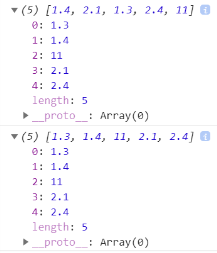 (5) [1.4, 2.1, 1.3, 2.4, 11] i
0: 1.3
1: 1.4
2: 11
3: 2.1
4: 2.4
length: 5
__proto__: Array(0)
(5) [1.3, 1.4, 11, 2.1, 2.4] i
0: 1.3
1: 1.4
2: 11
3: 2.1
4: 2.4
length: 5
__proto__: Array(0)